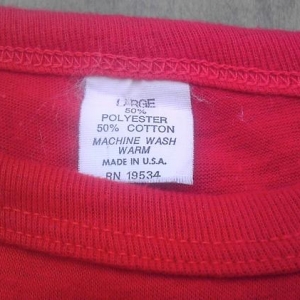 LARGE
50%
POLYESTER
50% COTTON
MACHINE WASH
WARM
MADE IN U.S.A.
RN 19534